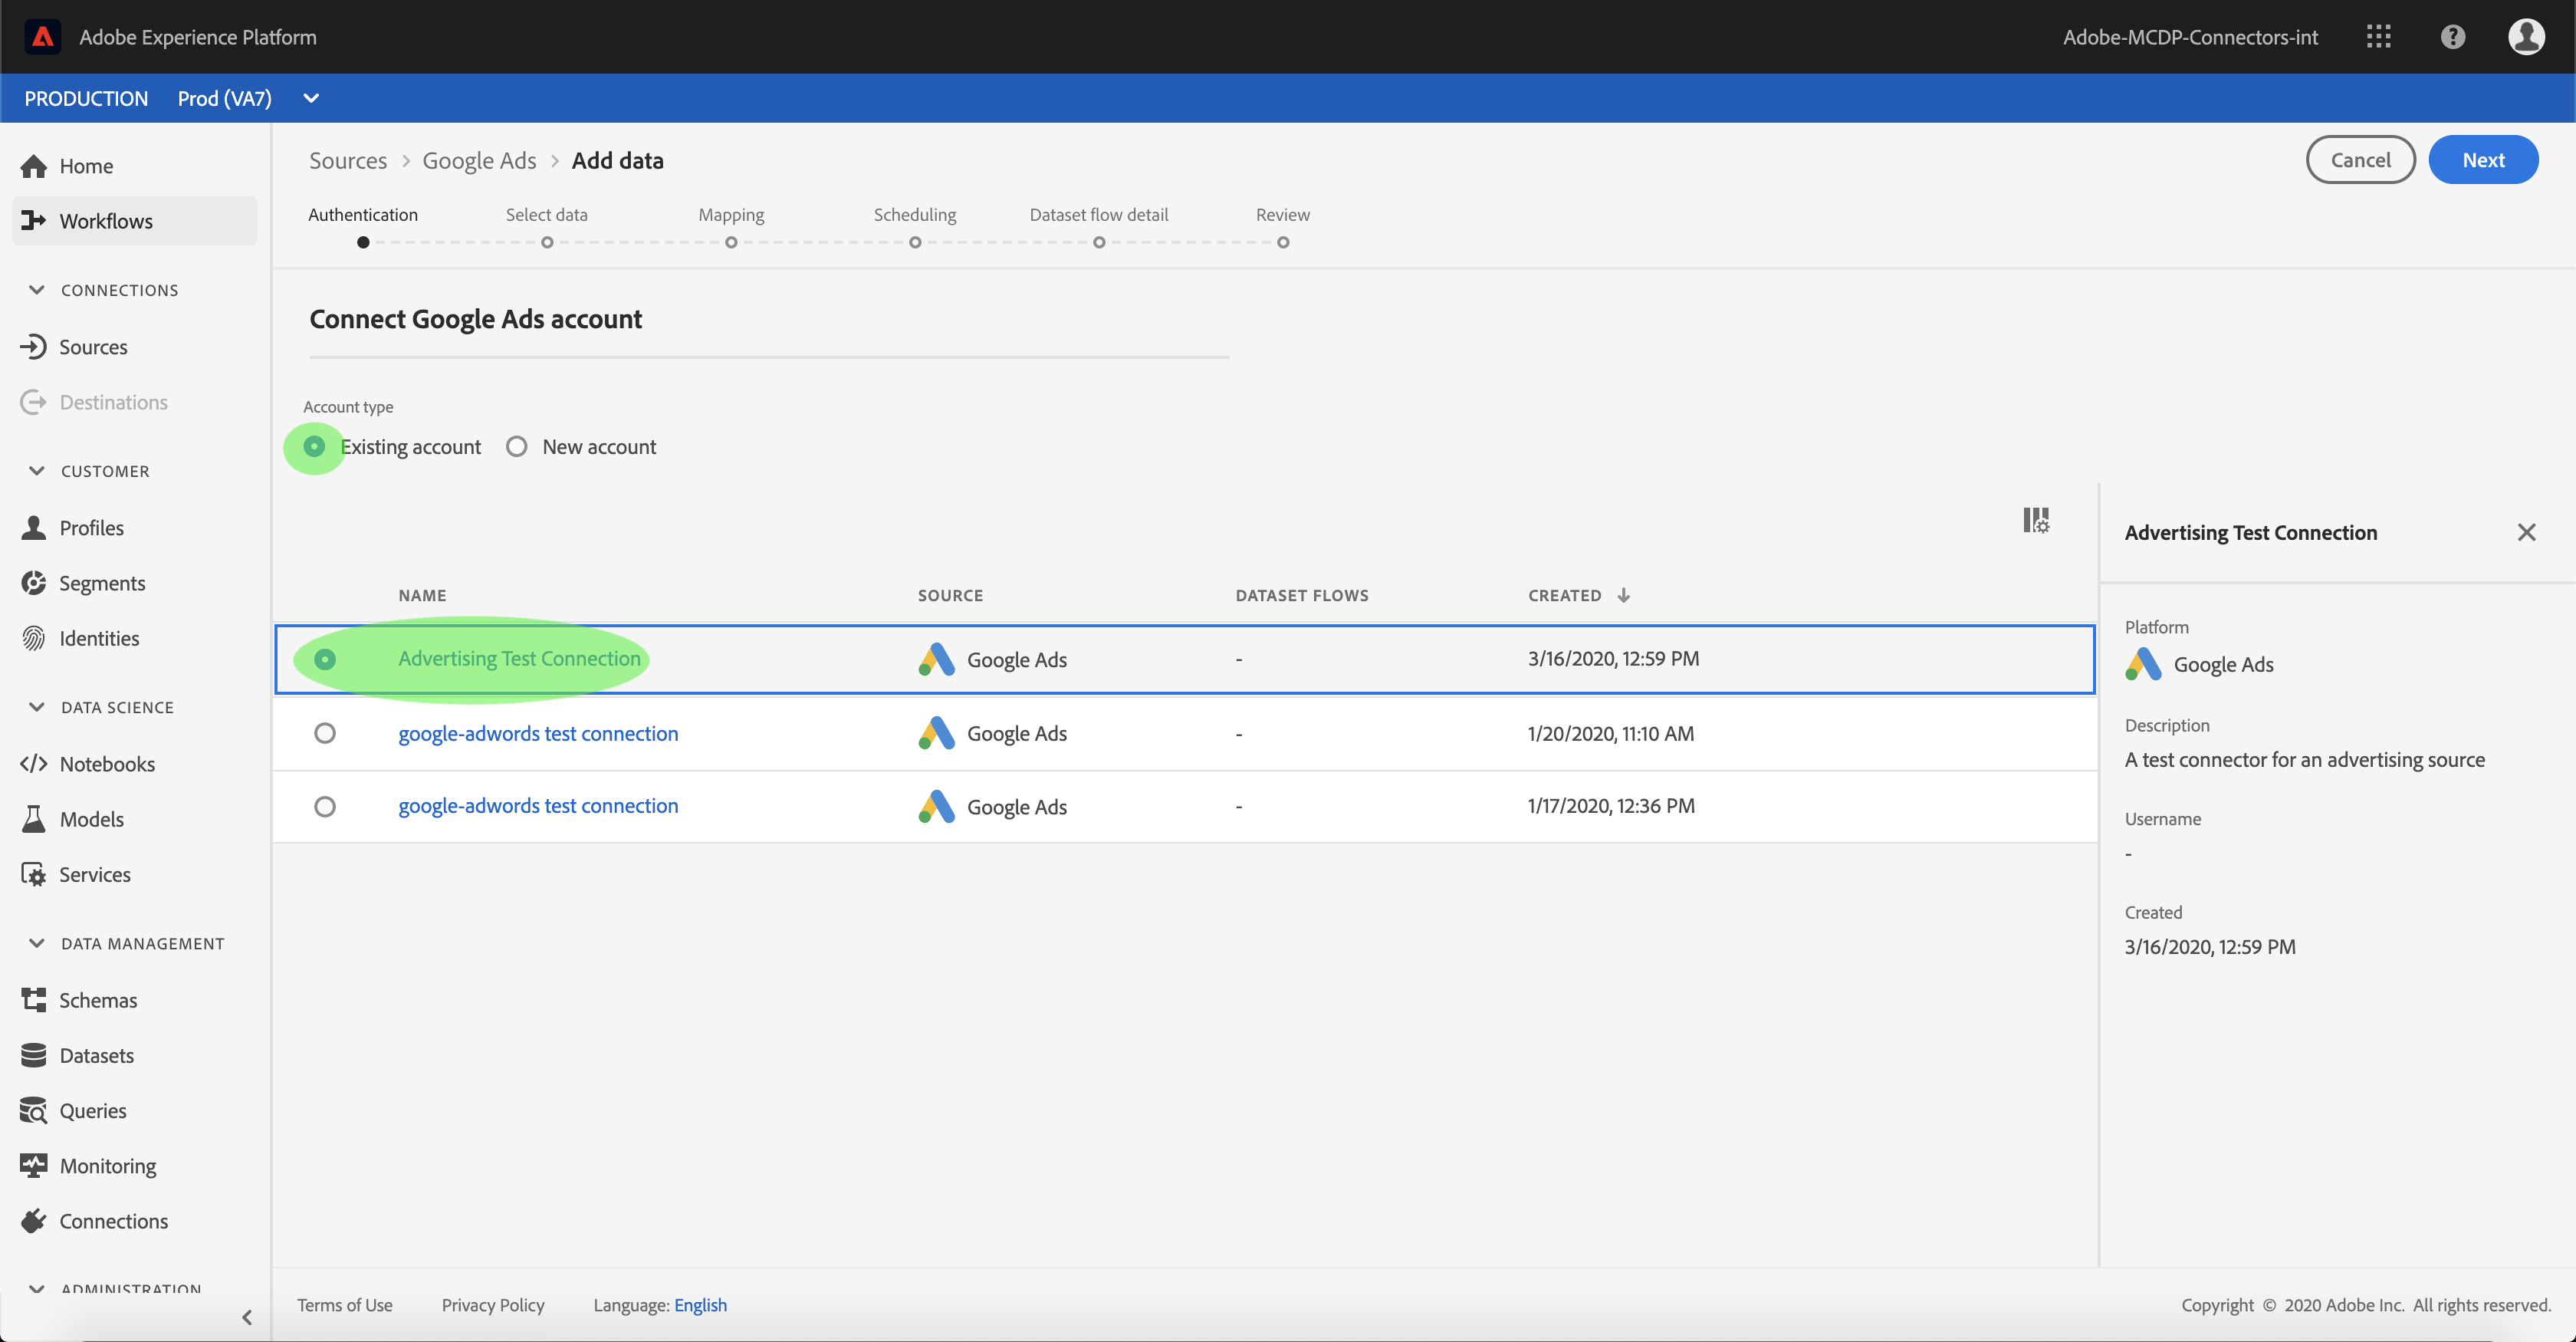 Adobe Experience Platform
Adobe-MCDP-Connectors-int
PRODUCTION Prod (VA7)
Home
Workflows
CONNECTIONS
Sources
Destinations
CUSTOMER
Profiles
Segments
Identities
DATA SCIENCE
Notebooks
Models
Services
DATA MANAGEMENT
Schemas
Datasets
Queries
Monitoring
Connections
ADMINISTRATION
Sources > Google Ads > Add data
Cancel Next
Authentication Select data Mapping Scheduling Dataset flow detail Review
Connect Google Ads account
Account type
Existing account New account
NAME SOURCE DATASET FLOWS CREATED
Advertising Test Connection Google Ads - 3/16/2020, 12:59 PM
google-adwords test connection Google Ads - 1/20/2020, 11:10 AM
google-adwords test connection Google Ads - 1/17/2020, 12:36 PM
Advertising Test Connection
Platform
Google Ads
Description
A test connector for an advertising source
Username
-
Created
3/16/2020, 12:59 PM
Terms of Use Privacy Policy Language: English Copyright © 2020 Adobe Inc. All rights reserved.